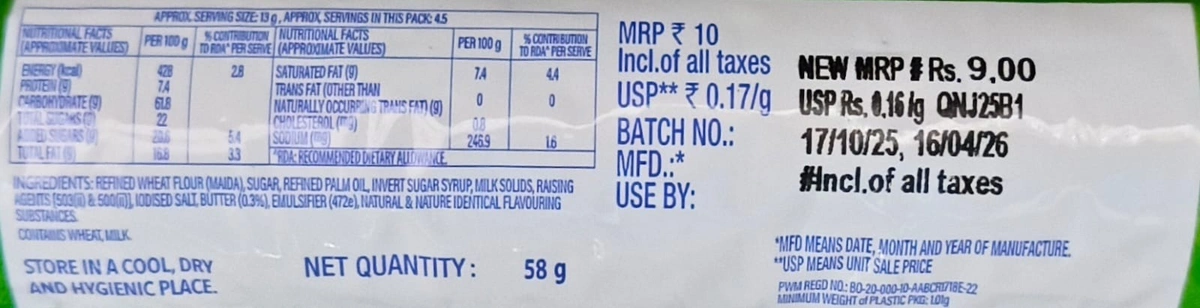 APPROX. SERVING SIZE: 13 g, APPROX. SERVINGS IN THIS PACK: 4.5
NUTRITIONAL FACTS (APPROXIMATE VALUES) PER 100 g % CONTRIBUTION TO RDA* PER SERVE
ENERGY (kcal) 428 2.8
PROTEIN (g) 7.4
CARBOHYDRATE (g) 61.8
TOTAL SUGARS (g) 22
ADDED SUGARS (g) 20.6 5.4
TOTAL FAT (g) 16.8 3.3
NUTRITIONAL FACTS (APPROXIMATE VALUES) PER 100 g % CONTRIBUTION TO RDA* PER SERVE
SATURATED FAT (g) 7.4 4.4
TRANS FAT (OTHER THAN
NATURALLY OCCURRING TRANS FAT) (g) 0 0
CHOLESTEROL (mg) 0.8
SODIUM (mg) 246.9 1.6
*RDA: RECOMMENDED DIETARY ALLOWANCE.
INGREDIENTS: REFINED WHEAT FLOUR (MAIDA), SUGAR, REFINED PALM OIL, INVERT SUGAR SYRUP, MILK SOLIDS, RAISING
AGENTS [503(ii) & 500(ii)], IODISED SALT, BUTTER (0.3%), EMULSIFIER (472e), NATURAL & NATURE IDENTICAL FLAVOURING
SUBSTANCES.
CONTAINS WHEAT, MILK.
STORE IN A COOL, DRY
AND HYGIENIC PLACE.
NET QUANTITY: 58 g
MRP ₹ 10
Incl.of all taxes
USP** ₹ 0.17/g
BATCH NO.:
MFD.:*
USE BY:
NEW MRP # Rs. 9.00
USP Rs. 0.16 /g QNJ25B1
17/10/25, 16/04/26
#Incl.of all taxes
*MFD MEANS DATE, MONTH AND YEAR OF MANUFACTURE.
**USP MEANS UNIT SALE PRICE
PWM REGD NO.:
MINIMUM WEIGHT of PLASTIC PKG: 1.01g